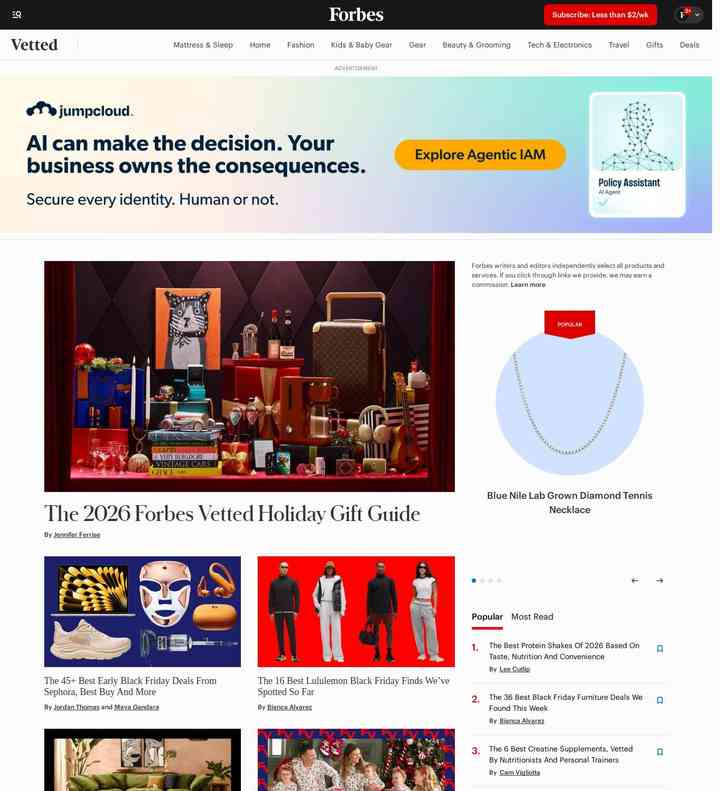 Forbes
Subscribe: Less than $2/wk
Vetted
Mattress & Sleep
Home
Fashion
Kids & Baby Gear
Gear
Beauty & Grooming
Tech & Electronics
Travel
Gifts
Deals
ADVERTISEMENT
jumpcloud.
AI can make the decision. Your
business owns the consequences.
Secure every identity. Human or not.
Explore Agentic IAM
Policy Assistant
AI Agent
Forbes writers and editors independently select all products and
services. If you click through links we provide, we may earn a
commission. Learn more
POPULAR
Blue Nile Lab Grown Diamond Tennis
Necklace
VINTAGE CARS
The 2026 Forbes Vetted Holiday Gift Guide
By Jennifer Ferrise
The 45+ Best Early Black Friday Deals From
Sephora, Best Buy And More
By Jordan Thomas and Maya Gandara
The 16 Best Lululemon Black Friday Finds We've
Spotted So Far
By Bianca Alvarez
Popular
Most Read
1.
The Best Protein Shakes Of 2026 Based On
Taste, Nutrition And Convenience
By Lee Cutlip
2.
The 36 Best Black Friday Furniture Deals We
Found This Week
By Bianca Alvarez
3.
The 6 Best Creatine Supplements, Vetted
By Nutritionists And Personal Trainers
By Cam Vigliotta